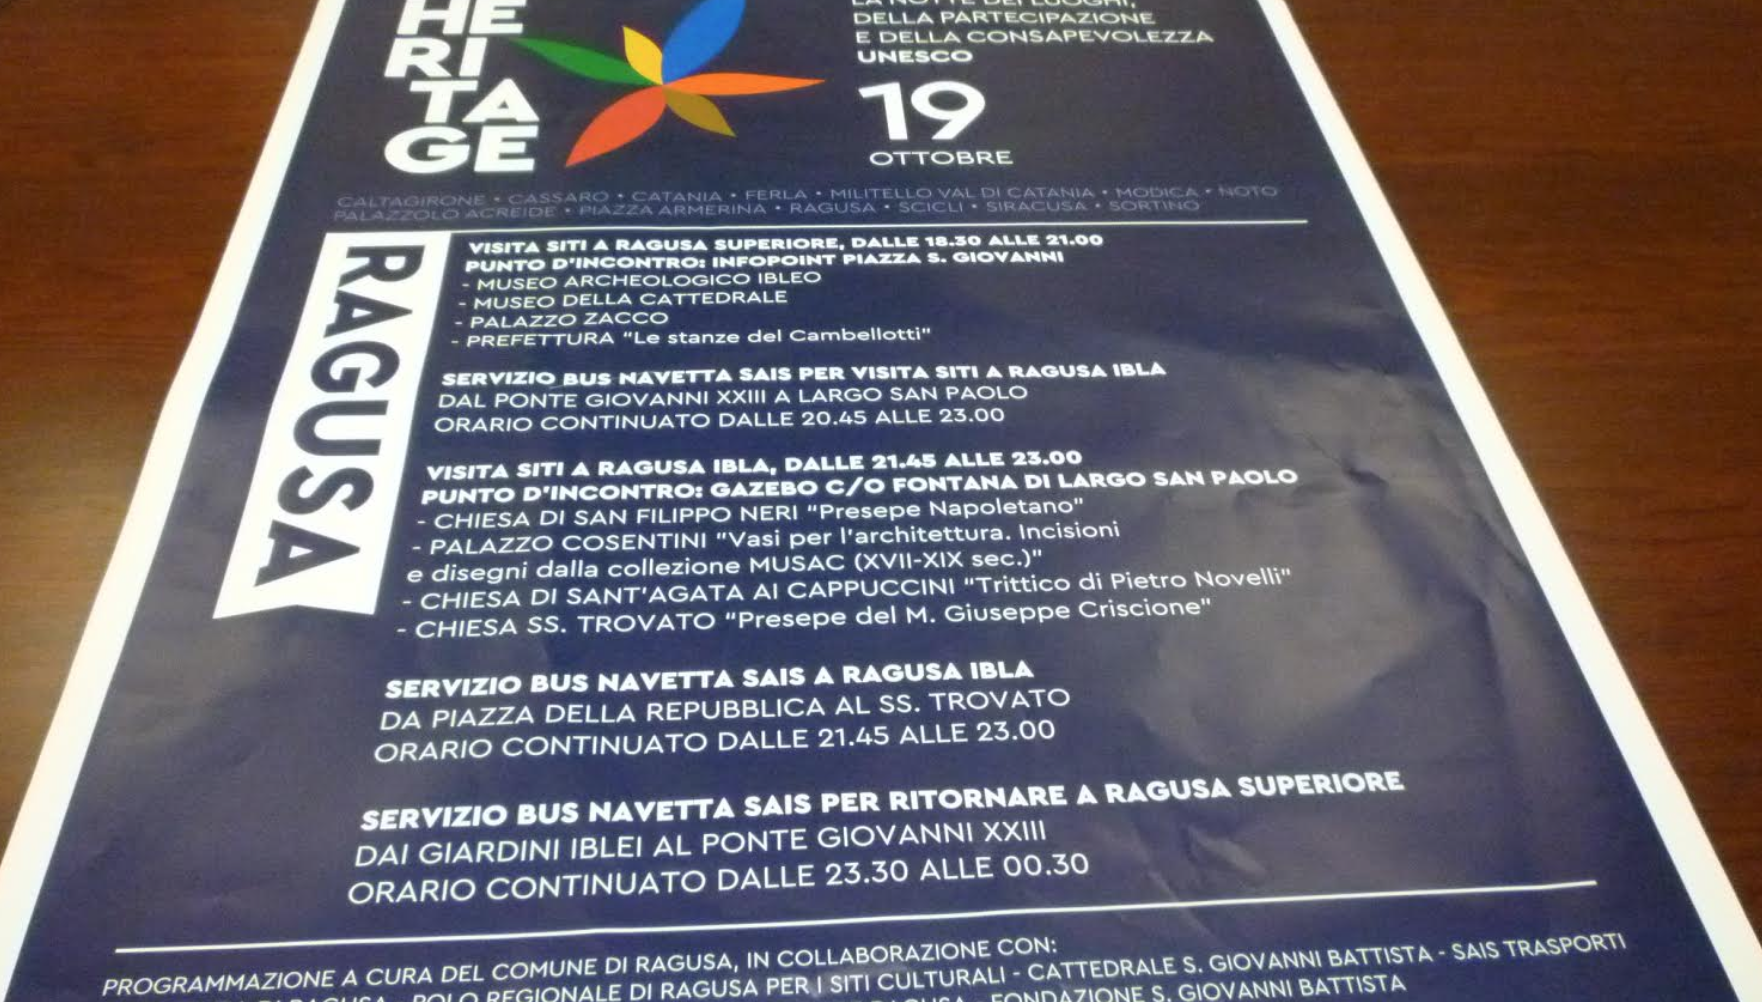 HE
RI
TA
GE
LA NOTTE DEI LUOGHI,
DELLA PARTECIPAZIONE
E DELLA CONSAPEVOLEZZA
UNESCO
19
OTTOBRE
CALTAGIRONE • CASSARO • CATANIA • FERLA • MILITELLO VAL DI CATANIA • MODICA • NOTO
PALAZZOLO ACREIDE • PIAZZA ARMERINA • RAGUSA • SCICLI • SIRACUSA • SORTINO
RAGUSA
VISITA SITI A RAGUSA SUPERIORE, DALLE 18.30 ALLE 21.00
PUNTO D'INCONTRO: INFOPOINT PIAZZA S. GIOVANNI
- MUSEO ARCHEOLOGICO IBLEO
- MUSEO DELLA CATTEDRALE
- PALAZZO ZACCO
- PREFETTURA "Le stanze del Cambellotti"
SERVIZIO BUS NAVETTA SAIS PER VISITA SITI A RAGUSA IBLA
DAL PONTE GIOVANNI XXIII A LARGO SAN PAOLO
ORARIO CONTINUATO DALLE 20.45 ALLE 23.00
VISITA SITI A RAGUSA IBLA, DALLE 21.45 ALLE 23.00
PUNTO D'INCONTRO: GAZEBO C/O FONTANA DI LARGO SAN PAOLO
- CHIESA DI SAN FILIPPO NERI "Presepe Napoletano"
- PALAZZO COSENTINI "Vasi per l'architettura. Incisioni
e disegni dalla collezione MUSAC (XVII-XIX sec.)"
- CHIESA DI SANT'AGATA AI CAPPUCCINI "Trittico di Pietro Novelli"
- CHIESA SS. TROVATO "Presepe del M. Giuseppe Criscione"
SERVIZIO BUS NAVETTA SAIS A RAGUSA IBLA
DA PIAZZA DELLA REPUBBLICA AL SS. TROVATO
ORARIO CONTINUATO DALLE 21.45 ALLE 23.00
SERVIZIO BUS NAVETTA SAIS PER RITORNARE A RAGUSA SUPERIORE
DAI GIARDINI IBLEI AL PONTE GIOVANNI XXIII
ORARIO CONTINUATO DALLE 23.30 ALLE 00.30
PROGRAMMAZIONE A CURA DEL COMUNE DI RAGUSA, IN COLLABORAZIONE CON:
DI RAGUSA - POLO REGIONALE DI RAGUSA PER I SITI CULTURALI - CATTEDRALE S. GIOVANNI BATTISTA - SAIS TRASPORTI
RAGUSA - FONDAZIONE S. GIOVANNI BATTISTA